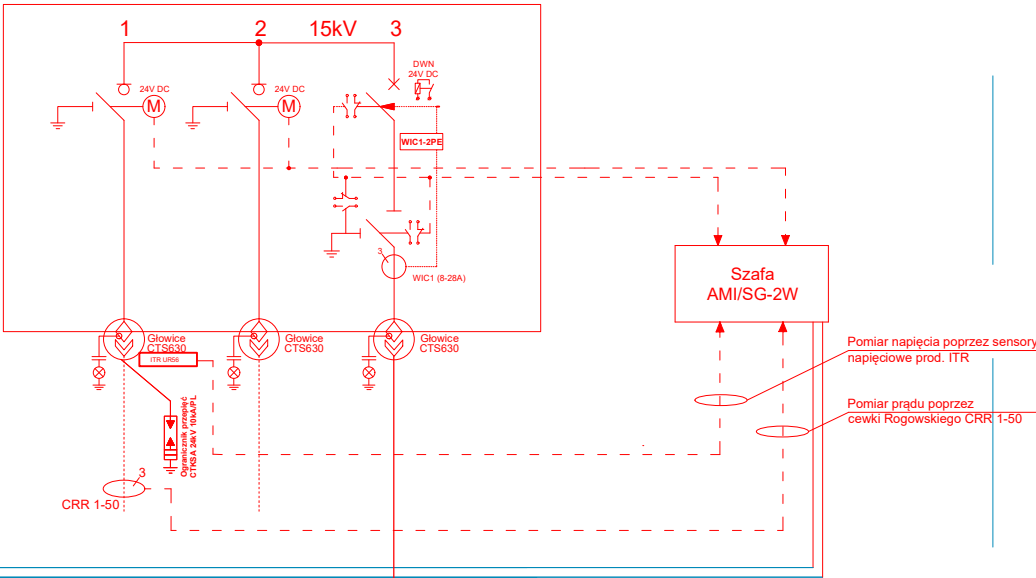 1 2 15kV 3
24V DC
M
24V DC
M
DWN
24V DC
WIC1-2PE
3
WIC1 (8-28A)
Szafa
AMI/SG-2W
Głowice
CTS630
Głowice
CTS630
Głowice
CTS630
ITR UR56
Ogranicznik przepięć
CTKSA 24kV 10kA/PL
3
CRR 1-50
Pomiar napięcia poprzez sensory
napięciowe prod. ITR
Pomiar prądu poprzez
cewki Rogowskiego CRR 1-50